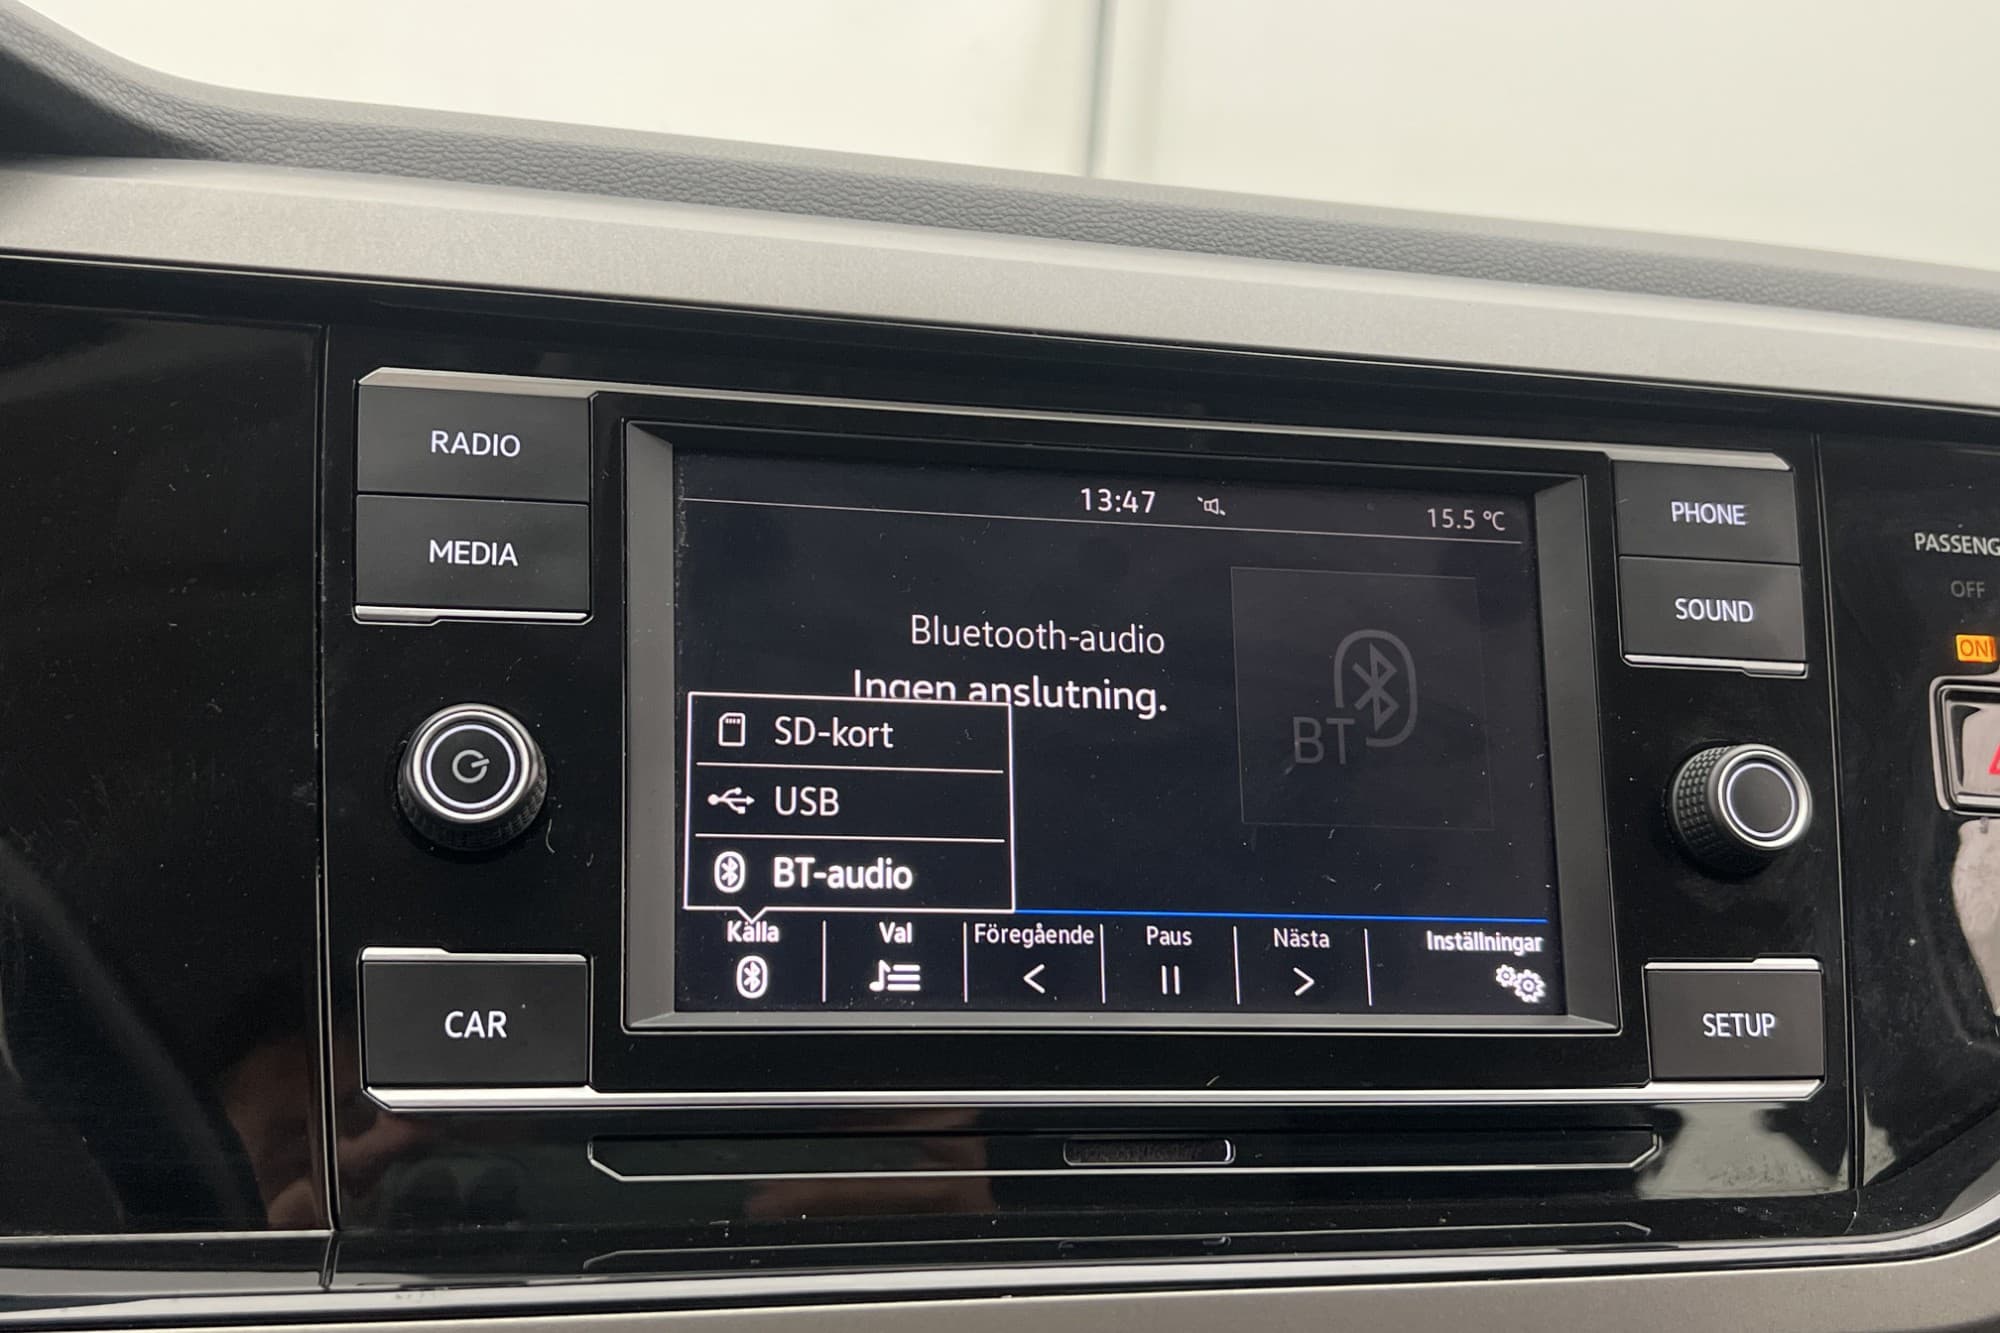 RADIO
MEDIA
CAR
13:47
15.5 °C
Bluetooth-audio
Ingen anslutning.
BT
SD-kort
USB
BT-audio
Källa
Val
Föregående
Paus
Nästa
Inställningar
PHONE
SOUND
SETUP
PASSENG
OFF
ON